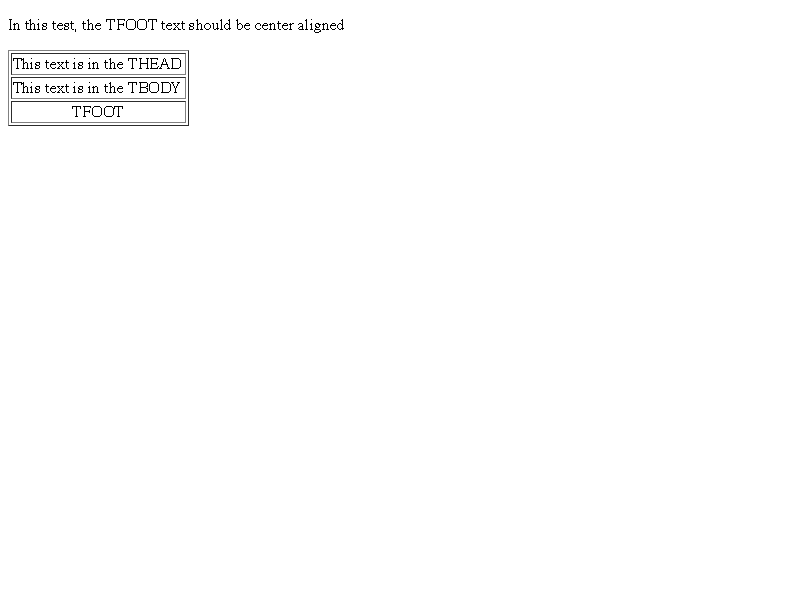 In this test, the TFOOT text should be center aligned
This text is in the THEAD
This text is in the TBODY
TFOOT